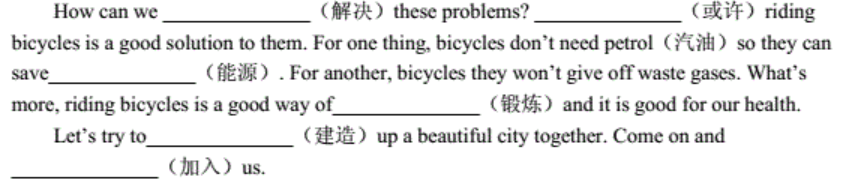 How can we ______________ （解决）these problems? ______________ （或许）riding
bicycles is a good solution to them. For one thing, bicycles don't need petrol（汽油）so they can
save______________ （能源）. For another, bicycles they won't give off waste gases. What's
more, riding bicycles is a good way of______________ （锻炼）and it is good for our health.
Let's try to______________ （建造）up a beautiful city together. Come on and
______________ （加入）us.